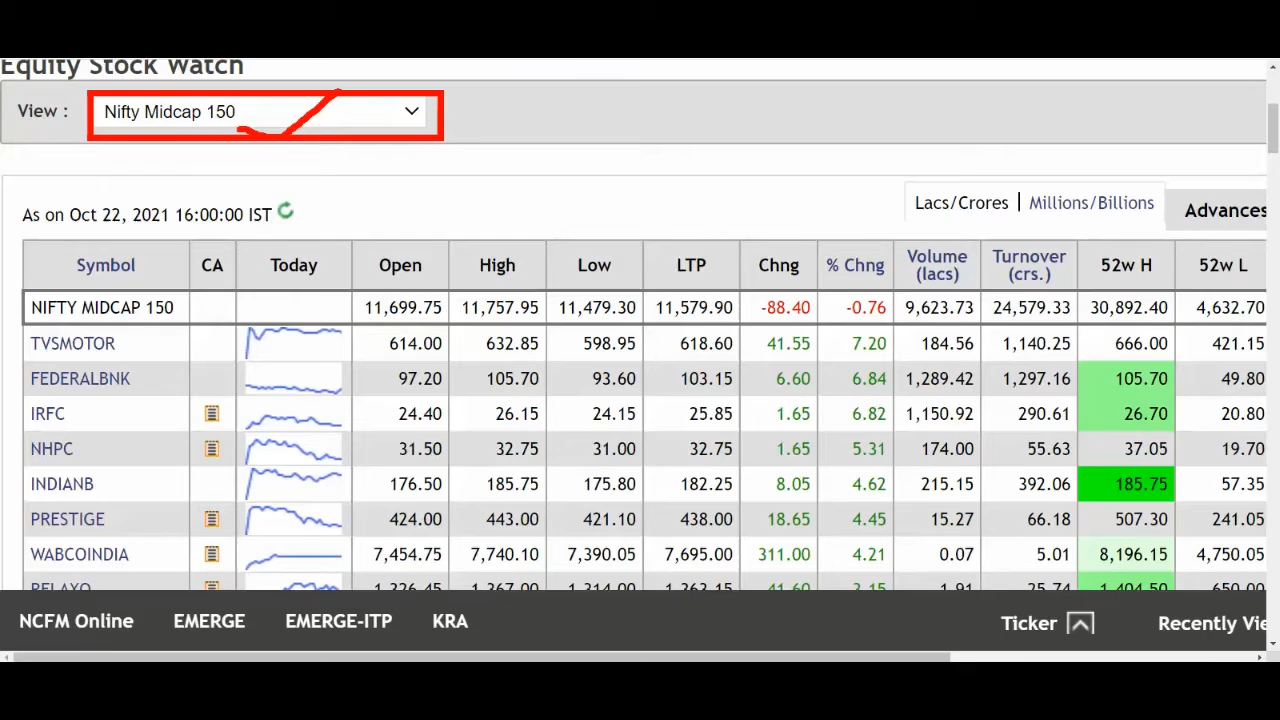 Equity Stock Watch
View :
Nifty Midcap 150
As on Oct 22, 2021 16:00:00 IST
Lacs/Crores | Millions/Billions
Advances
Symbol CA Today Open High Low LTP Chng % Chng Volume (lacs) Turnover (crs.) 52w H 52w L
NIFTY MIDCAP 150 11,699.75 11,757.95 11,479.30 11,579.90 -88.40 -0.76 9,623.73 24,579.33 30,892.40 4,632.70
TVSMOTOR 614.00 632.85 598.95 618.60 41.55 7.20 184.56 1,140.25 666.00 421.15
FEDERALBNK 97.20 105.70 93.60 103.15 6.60 6.84 1,289.42 1,297.16 105.70 49.80
IRFC 24.40 26.15 24.15 25.85 1.65 6.82 1,150.92 290.61 26.70 20.80
NHPC 31.50 32.75 31.00 32.75 1.65 5.31 174.00 55.63 37.05 19.70
INDIANB 176.50 185.75 175.80 182.25 8.05 4.62 215.15 392.06 185.75 57.35
PRESTIGE 424.00 443.00 421.10 438.00 18.65 4.45 15.27 66.18 507.30 241.05
WABCOINDIA 7,454.75 7,740.10 7,390.05 7,695.00 311.00 4.21 0.07 5.01 8,196.15 4,750.05
NCFM Online EMERGE EMERGE-ITP KRA Ticker Recently